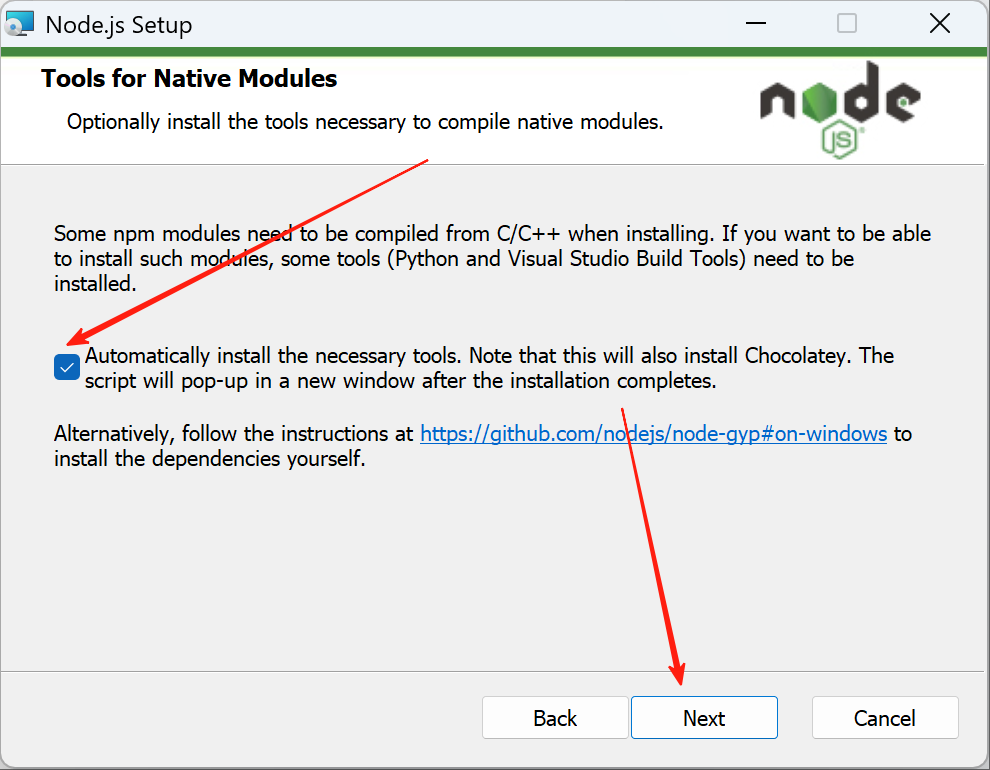 Node.js Setup
Tools for Native Modules
Optionally install the tools necessary to compile native modules.
node
JS
Some npm modules need to be compiled from C/C++ when installing. If you want to be able
to install such modules, some tools (Python and Visual Studio Build Tools) need to be
installed.
Automatically install the necessary tools. Note that this will also install Chocolatey. The
script will pop-up in a new window after the installation completes.
Alternatively, follow the instructions at https://github.com/nodejs/node-gyp#on-windows to
install the dependencies yourself.
Back Next Cancel